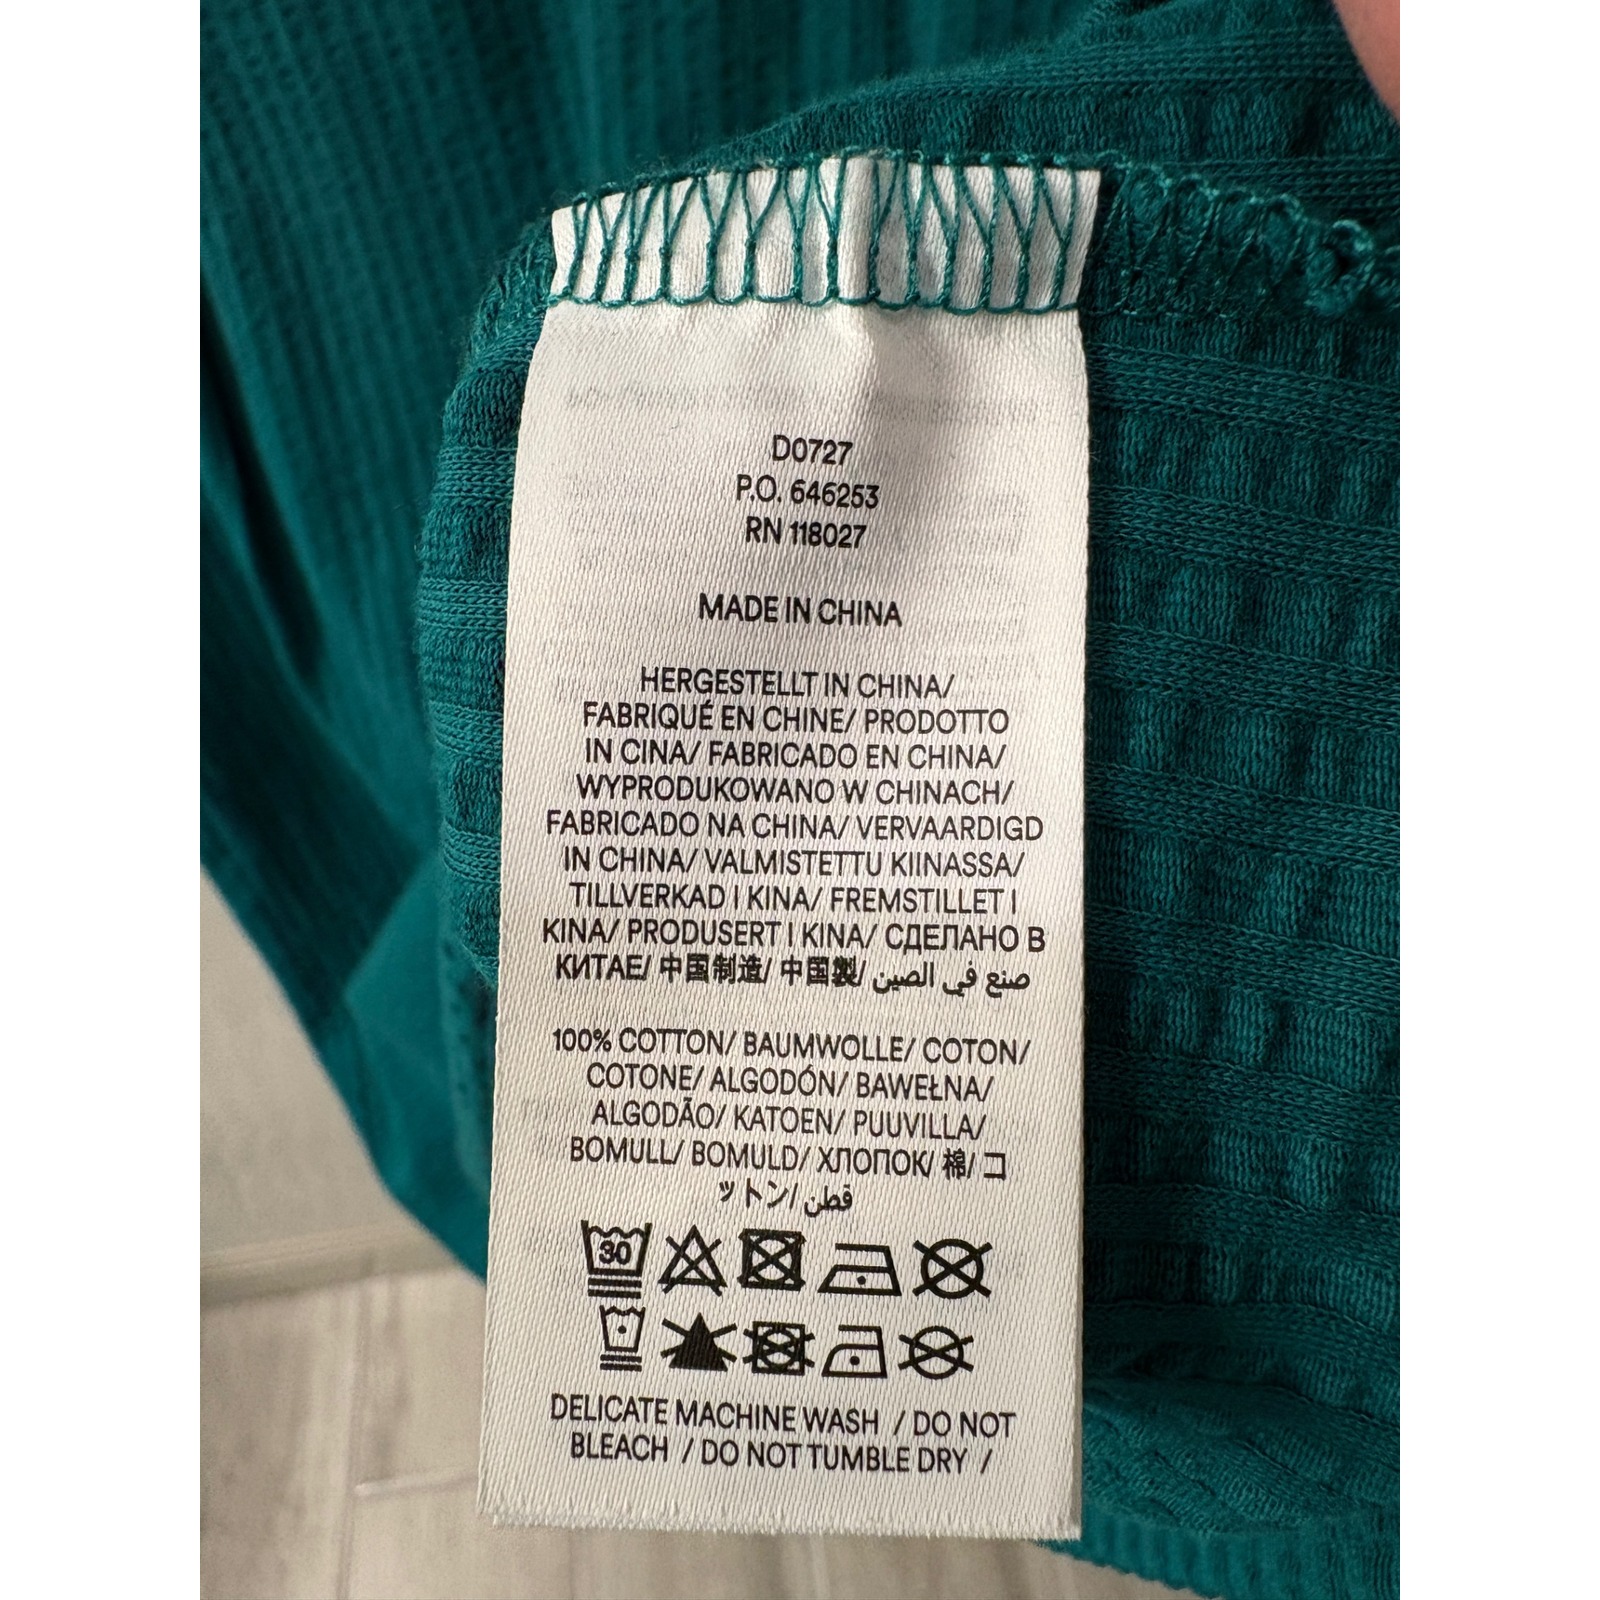 D0727
P.O. 646253
RN 118027
MADE IN CHINA
HERGESTELLT IN CHINA/
FABRIQUÉ EN CHINE/ PRODOTTO
IN CINA/ FABRICADO EN CHINA/
WYPRODUKOWANO W CHINACH/
FABRICADO NA CHINA/ VERVAARDIGD
IN CHINA/ VALMISTETTU KIINASSA/
TILLVERKAD I KINA/ FREMSTILLET I
KINA/ PRODUSERT I KINA/ СДЕЛАНО В
КИТАЕ/ 中国制造/ 中国製/ صنع في الصين
100% COTTON/ BAUMWOLLE/ COTON/
COTONE/ ALGODÓN/ BAWEŁNA/
ALGODÃO/ KATOEN/ PUUVILLA/
BOMULL/ BOMULD/ ХЛОПОК/ 棉/ コ
ットン/ قطن
30
DELICATE MACHINE WASH / DO NOT
BLEACH / DO NOT TUMBLE DRY /